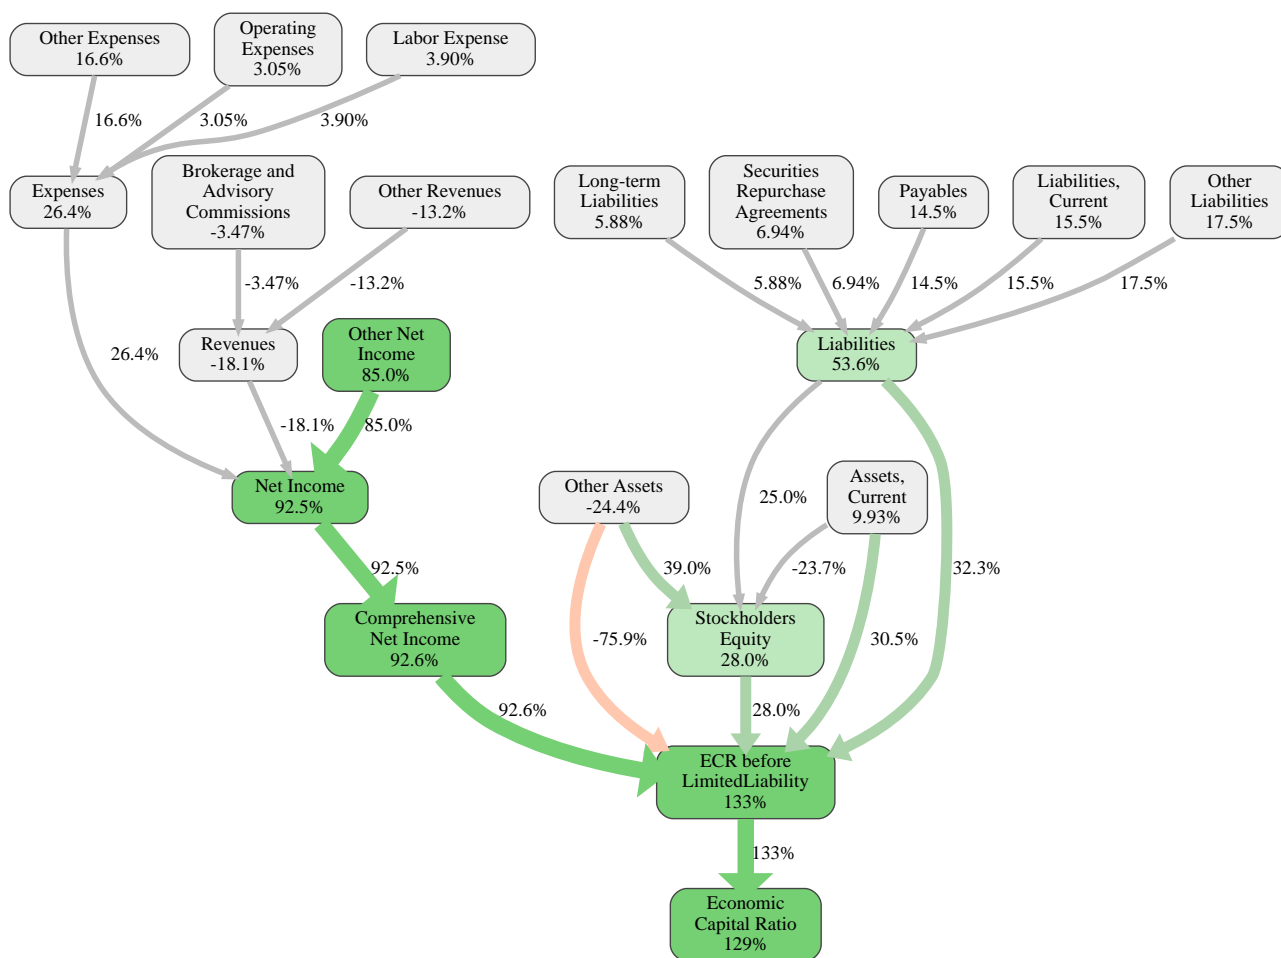 Other Expenses
16.6%
Operating
Expenses
3.05%
Labor Expense
3.90%
16.6%
3.05%
3.90%
Expenses
26.4%
Brokerage and
Advisory
Commissions
-3.47%
Other Revenues
-13.2%
Long-term
Liabilities
5.88%
Securities
Repurchase
Agreements
6.94%
Payables
14.5%
Liabilities,
Current
15.5%
Other
Liabilities
17.5%
-3.47%
-13.2%
5.88%
6.94%
14.5%
15.5%
17.5%
26.4%
Revenues
-18.1%
Other Net
Income
85.0%
Liabilities
53.6%
-18.1%
85.0%
Net Income
92.5%
Other Assets
-24.4%
25.0%
Assets,
Current
9.93%
92.5%
39.0%
-23.7%
32.3%
Comprehensive
Net Income
92.6%
-75.9%
Stockholders
Equity
28.0%
30.5%
92.6%
28.0%
ECR before
LimitedLiability
133%
133%
Economic
Capital Ratio
129%